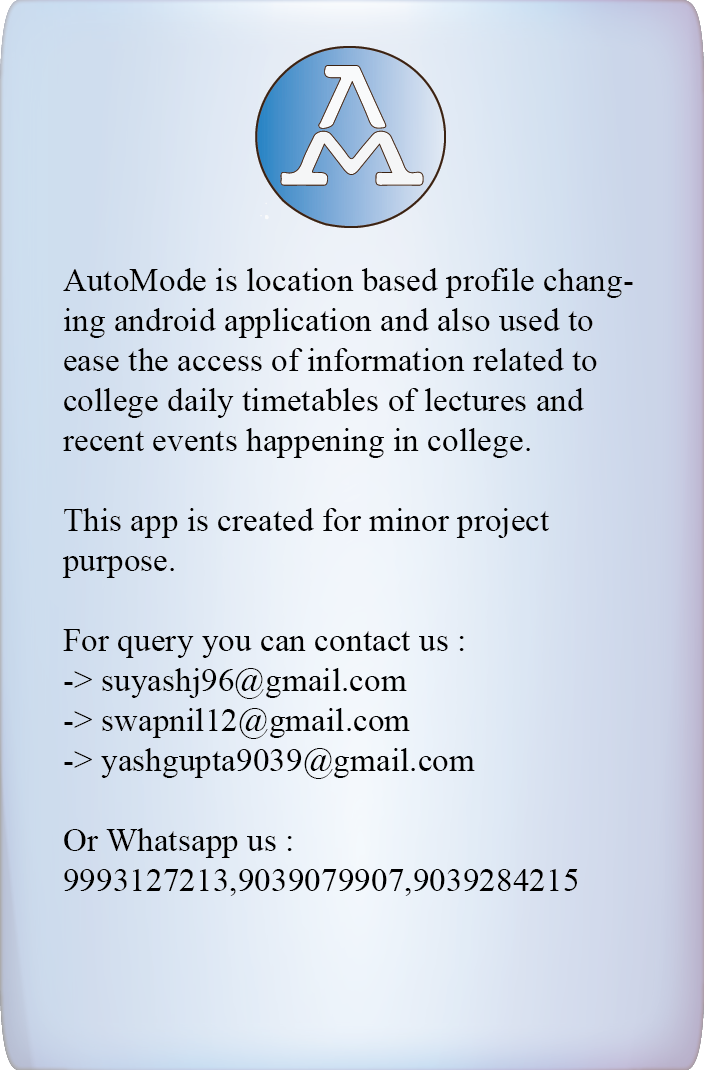 AM
AutoMode is location based profile chang-
ing android application and also used to
ease the access of information related to
college daily timetables of lectures and
recent events happening in college.
This app is created for minor project
purpose.
For query you can contact us :
-> suyashj96@gmail.com
-> swapnil12@gmail.com
-> yashgupta9039@gmail.com
Or Whatsapp us :
9993127213,9039079907,9039284215